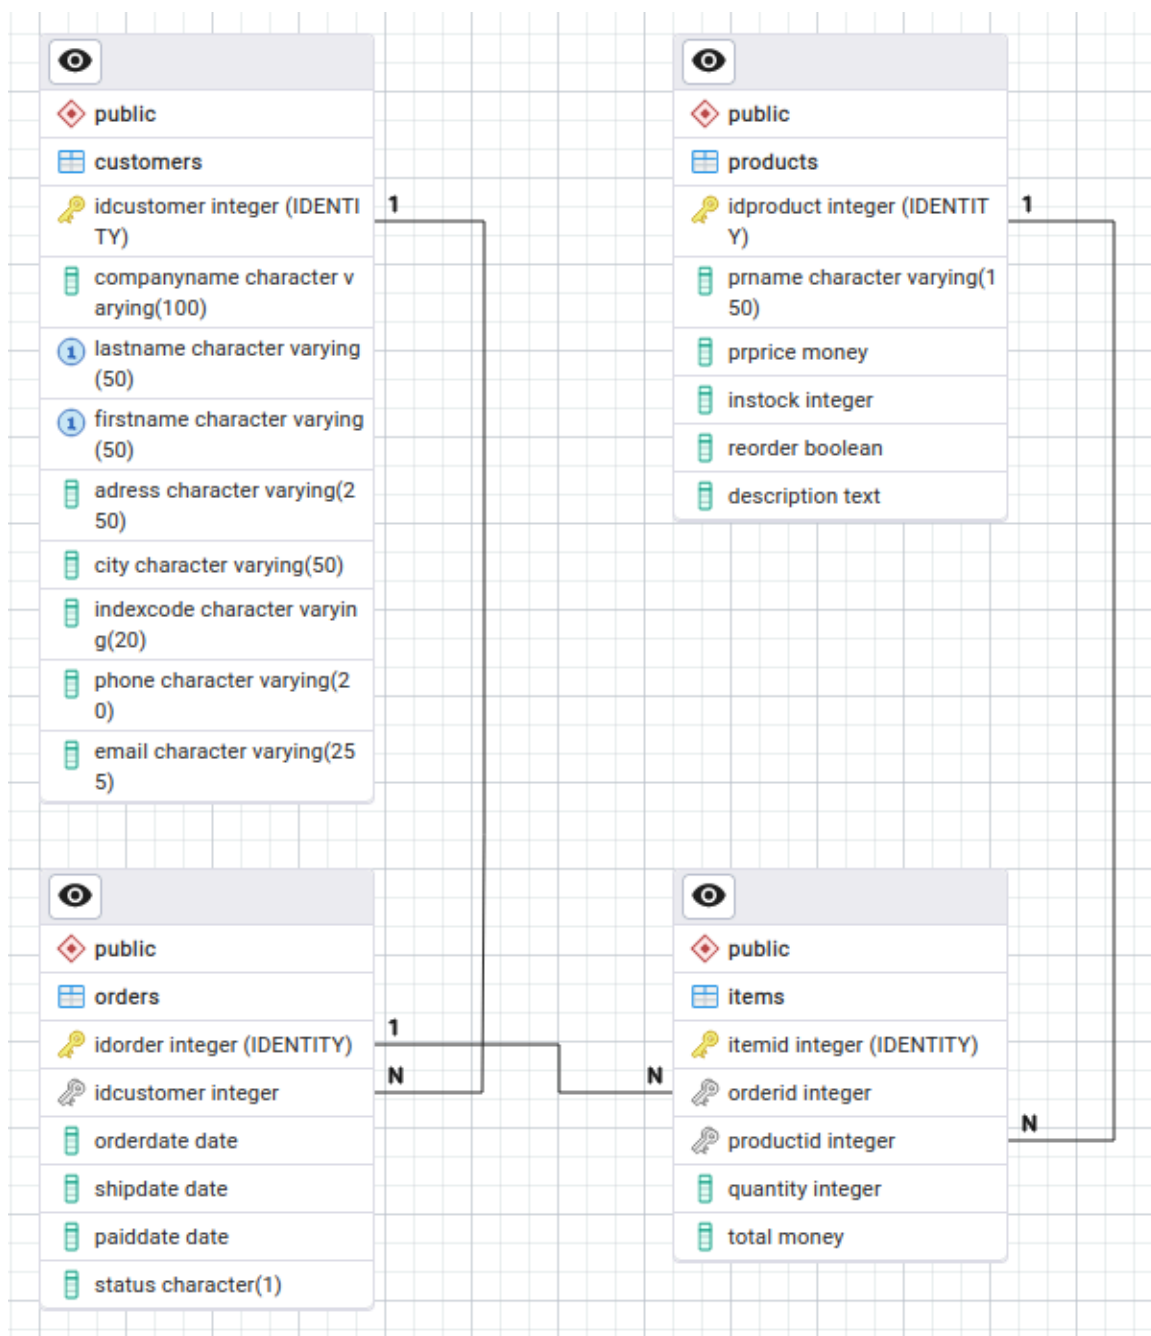 public
customers
idcustomer integer (IDENTI
TY)
1
companyname character v
arying(100)
1 lastname character varying
(50)
1 firstname character varying
(50)
adress character varying(2
50)
city character varying(50)
indexcode character varyin
g(20)
phone character varying(2
0)
email character varying(25
5)
public
products
idproduct integer (IDENTIT
Y)
1
prname character varying(1
50)
prprice money
instock integer
reorder boolean
description text
public
orders
idorder integer (IDENTITY)
1
idcustomer integer
N
orderdate date
shipdate date
paiddate date
status character(1)
public
items
itemid integer (IDENTITY)
N
orderid integer
productid integer
N
quantity integer
total money